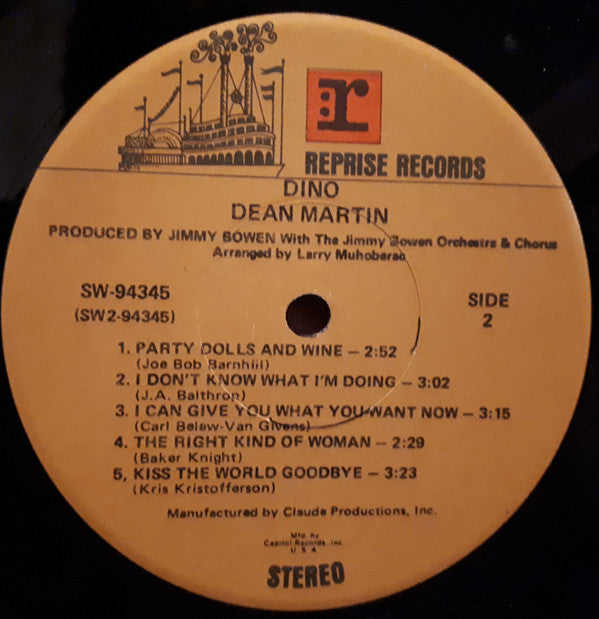 r
REPRISE RECORDS
DINO
DEAN MARTIN
PRODUCED BY JIMMY BOWEN With The Jimmy Bowen Orchestra & Chorus
Arranged by Larry Muhoberac
SW-94345
(SW2-94345)
SIDE
2
1. PARTY DOLLS AND WINE – 2:52
(Joe Bob Barnhill)
2. I DON'T KNOW WHAT I'M DOING – 3:02
(J.A. Balthrop)
3. I CAN GIVE YOU WHAT YOU WANT NOW – 3:15
(Carl Belew-Van Givens)
4. THE RIGHT KIND OF WOMAN – 2:29
(Baker Knight)
5. KISS THE WORLD GOODBYE – 3:23
(Kris Kristofferson)
Manufactured by Claude Productions, Inc.
Mfd. by
Capitol Records, Inc.
U S A
STEREO